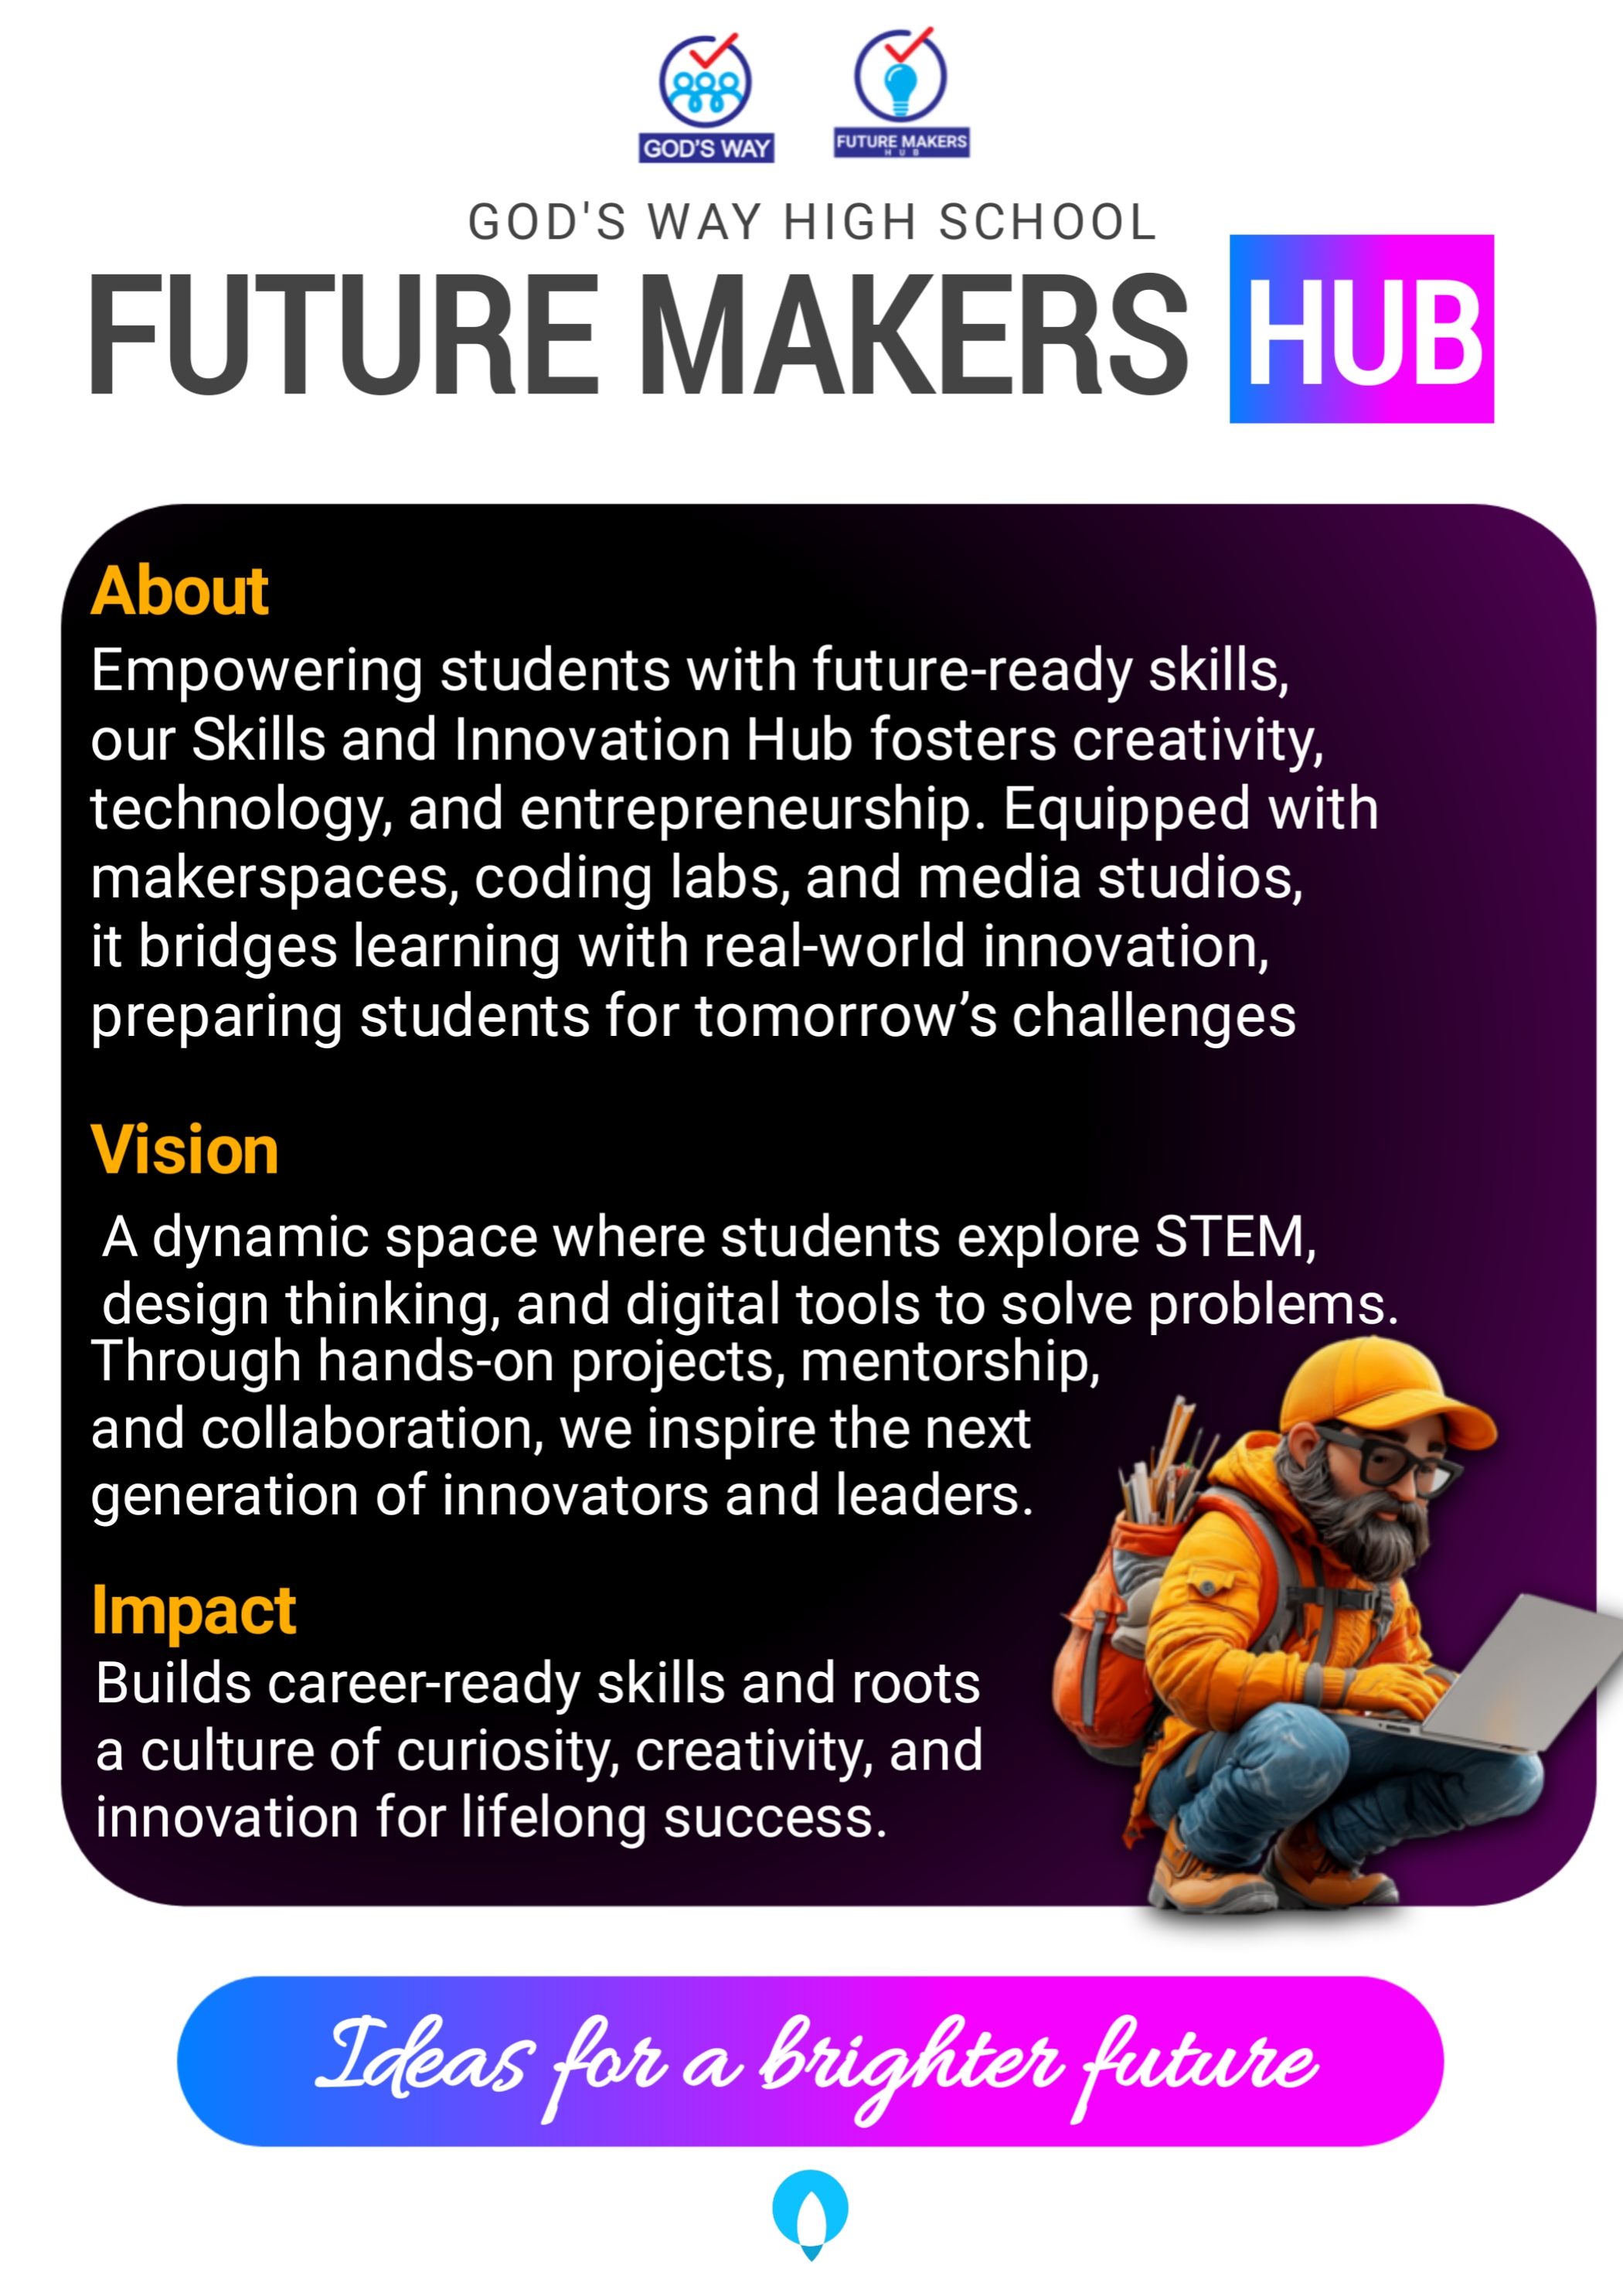 GOD'S WAY
FUTURE MAKERS
HUB
GOD'S WAY HIGH SCHOOL
FUTURE MAKERS HUB
About
Empowering students with future-ready skills,
our Skills and Innovation Hub fosters creativity,
technology, and entrepreneurship. Equipped with
makerspaces, coding labs, and media studios,
it bridges learning with real-world innovation,
preparing students for tomorrow’s challenges
Vision
A dynamic space where students explore STEM,
design thinking, and digital tools to solve problems.
Through hands-on projects, mentorship,
and collaboration, we inspire the next
generation of innovators and leaders.
Impact
Builds career-ready skills and roots
a culture of curiosity, creativity, and
innovation for lifelong success.
Ideas for a brighter future